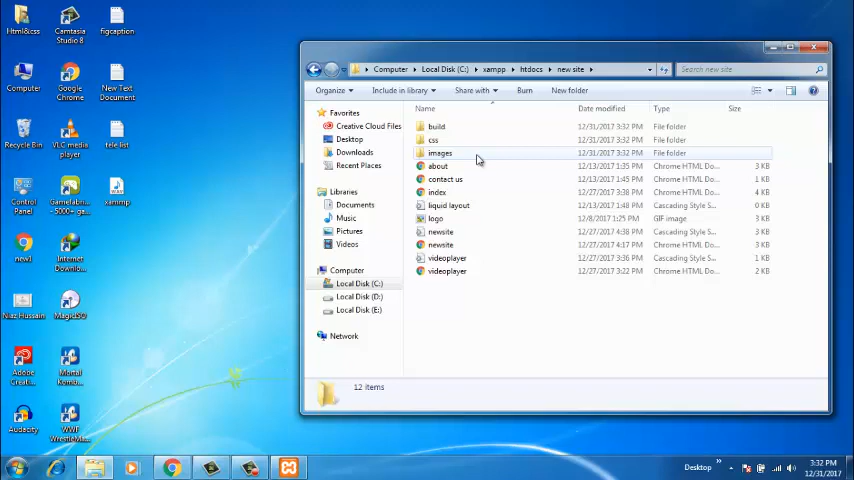 Html&css
Camtasia
Studio 8
figcaption
Computer
Google
Chrome
New Text
Document
Recycle Bin
VLC media
player
tele list
Control
Panel
Gamefabri...
- 5000+ ga...
xammp
new1
Internet
Downlo...
Niaz Hussain
MagicISO
Adobe
Creati...
Mortal
Komb...
Audacity
WWF
WrestleMa...
Computer
Local Disk (C:)
xampp
htdocs
new site
Search new site
Organize
Include in library
Share with
Burn
New folder
Favorites
Creative Cloud Files
Desktop
Downloads
Recent Places
Libraries
Documents
Music
Pictures
Videos
Computer
Local Disk (C:)
Local Disk (D:)
Local Disk (E:)
Network
Name Date modified Type Size
build 12/31/2017 3:32 PM File folder
css 12/31/2017 3:32 PM File folder
images 12/31/2017 3:32 PM File folder
about 12/13/2017 1:35 PM Chrome HTML Do... 3 KB
contact us 12/13/2017 1:45 PM Chrome HTML Do... 3 KB
index 12/27/2017 3:38 PM Chrome HTML Do... 4 KB
liquid layout 12/13/2017 1:48 PM Cascading Style S... 0 KB
logo 12/8/2017 1:25 PM GIF image 3 KB
newsite 12/27/2017 4:38 PM Cascading Style S... 3 KB
newsite 12/27/2017 4:17 PM Chrome HTML Do... 3 KB
videoplayer 12/27/2017 3:36 PM Cascading Style S... 1 KB
videoplayer 12/27/2017 3:22 PM Chrome HTML Do... 2 KB
12 items
Desktop
3:32 PM
12/31/2017